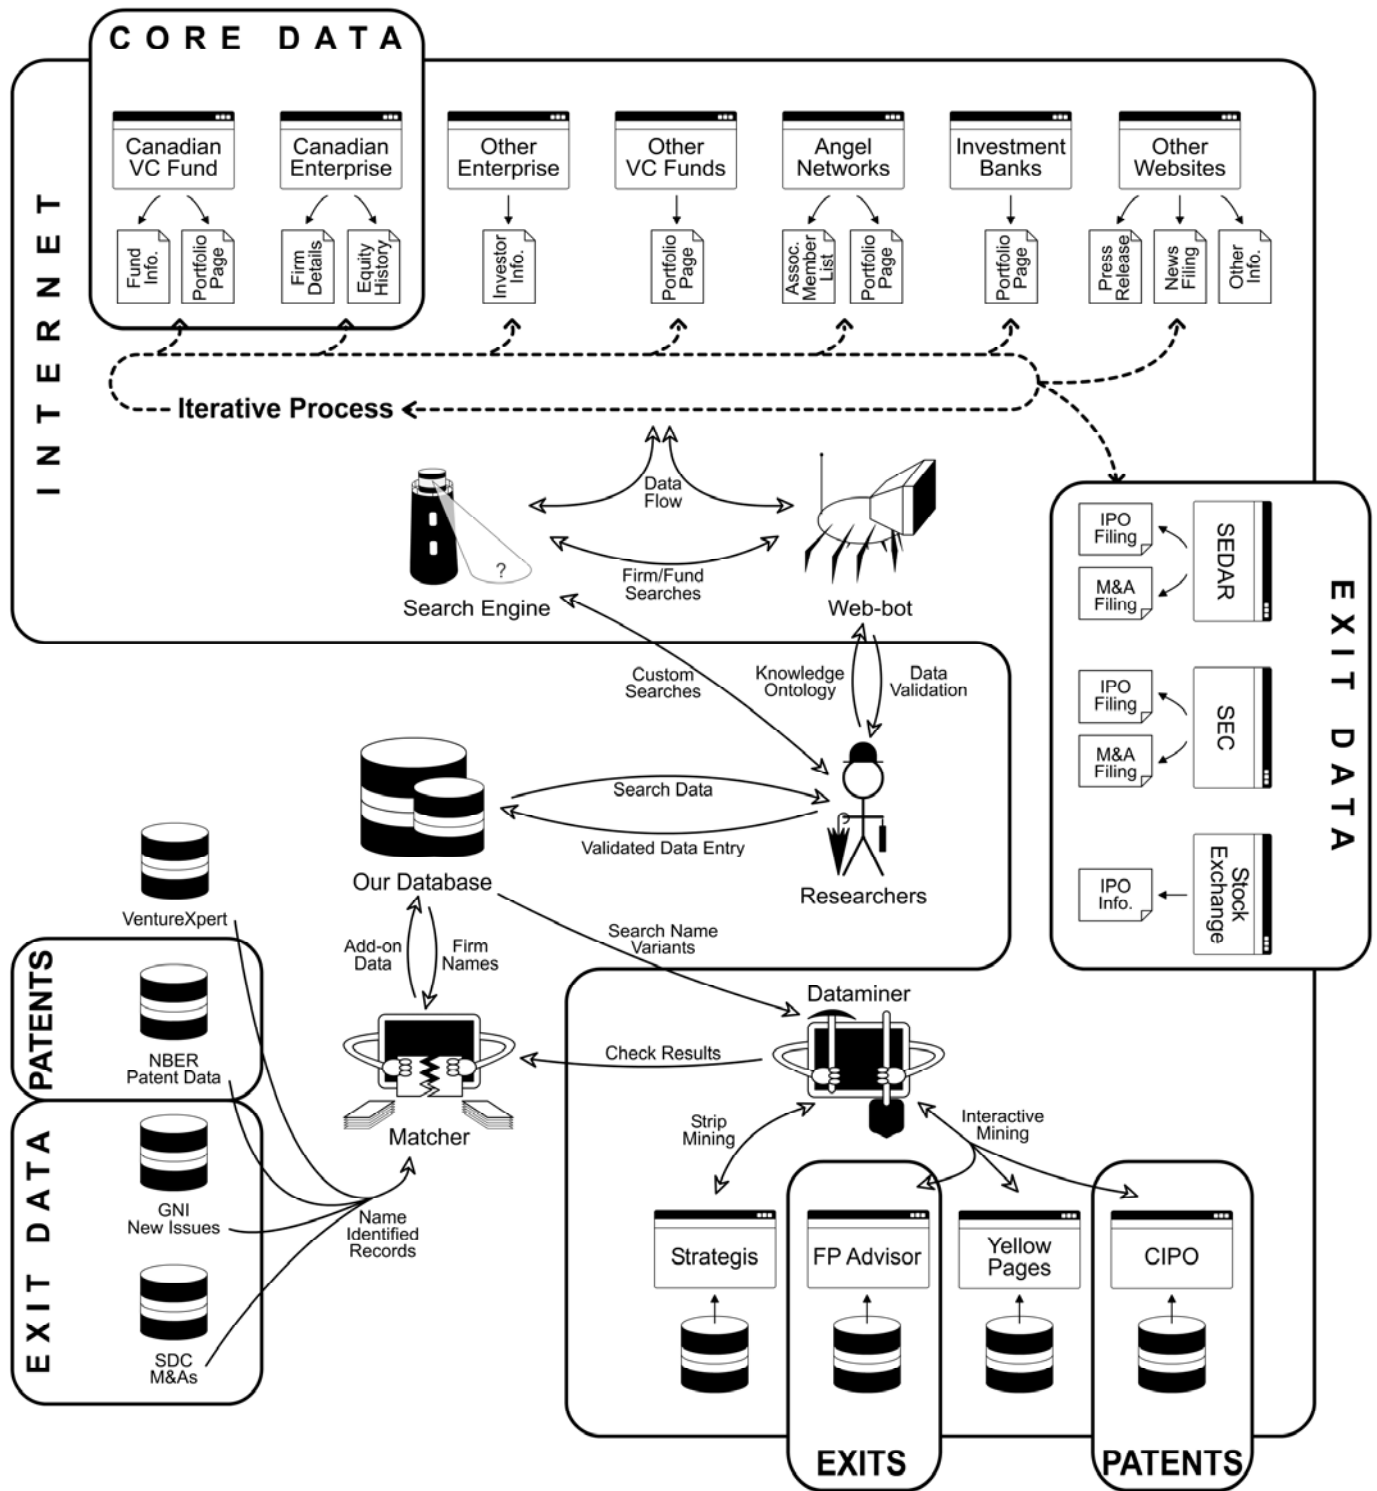 CORE DATA
INTERNET
Canadian
VC Fund
Canadian
Enterprise
Other
Enterprise
Other
VC Funds
Angel
Networks
Investment
Banks
Other
Websites
Fund
Info.
Portfolio
Page
Firm
Details
Equity
History
Investor
Info.
Portfolio
Page
Assoc.
Member
List
Portfolio
Page
Portfolio
Page
Press
Release
News
Filing
Other
Info.
Iterative Process
Data
Flow
Firm/Fund
Searches
?
Search Engine
Web-bot
EXIT DATA
IPO
Filing
M&A
Filing
SEDAR
IPO
Filing
M&A
Filing
SEC
IPO
Info.
Stock
Exchange
Custom
Searches
Knowledge
Ontology
Data
Validation
Search Data
Validated Data Entry
Our Database
Researchers
VentureXpert
Add-on
Data
Firm
Names
Search Name
Variants
PATENTS
NBER
Patent Data
Dataminer
Check Results
Matcher
Strip
Mining
Interactive
Mining
EXIT DATA
GNI
New Issues
Name
Identified
Records
SDC
M&As
Strategis
FP Advisor
Yellow
Pages
CIPO
EXITS
PATENTS